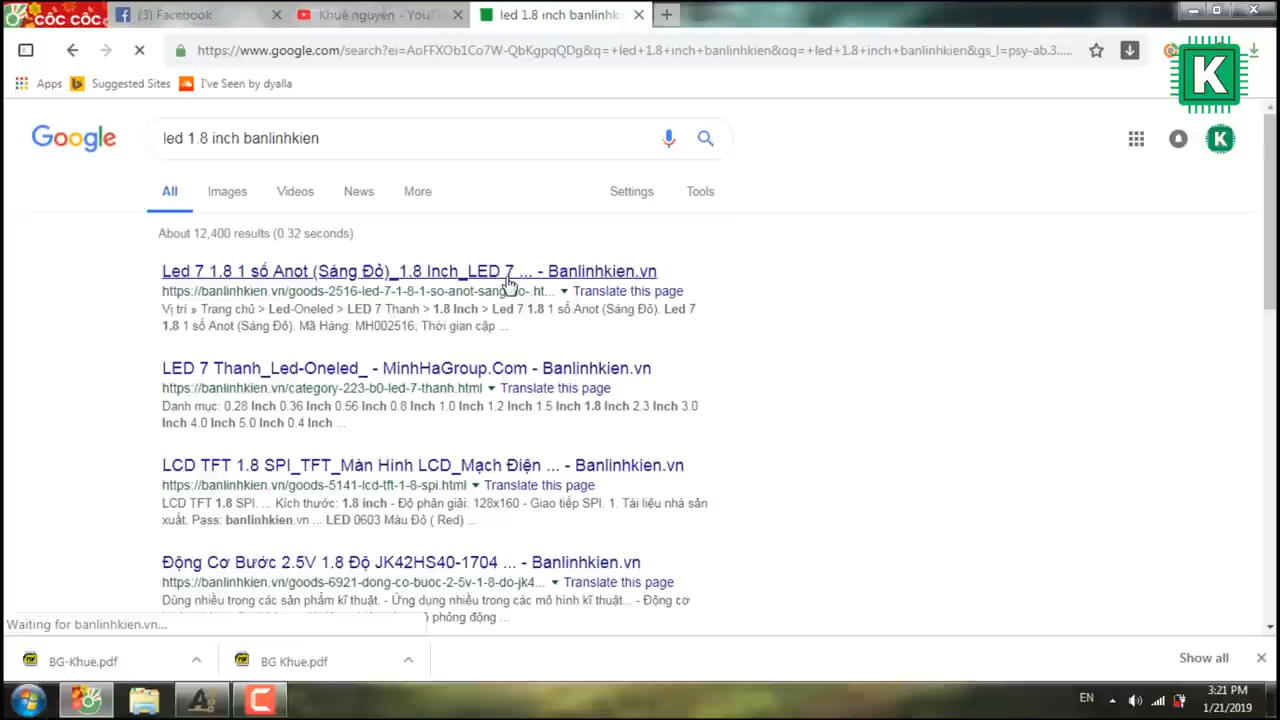 CỐC CỐC
(3) Facebook
Khuê nguyễn - YouT
led 1.8 inch banlinhk
https://www.google.com/search?ei=AoFFXOb1Co7W-QbKgpqQDg&q=+led+1.8+inch+banlinhkien&oq=+led+1.8+inch+banlinhkien&gs_l=psy-ab.3....
K
Apps
Suggested Sites
I've Seen by dyalla
Google
led 1.8 inch banlinhkien
K
All
Images
Videos
News
More
Settings
Tools
About 12,400 results (0.32 seconds)
Led 7 1.8 1 số Anot (Sáng Đỏ)_1.8 Inch_LED 7 ... - Banlinhkien.vn
https://banlinhkien.vn/goods-2516-led-7-1-8-1-so-anot-sang-do-.ht... Translate this page
Vị trí » Trang chủ > Led-Oneled > LED 7 Thanh > 1.8 Inch > Led 7 1.8 1 số Anot (Sáng Đỏ). Led 7
1.8 1 số Anot (Sáng Đỏ). Mã Hàng: MH002516; Thời gian cập ...
LED 7 Thanh_Led-Oneled_ - MinhHaGroup.Com - Banlinhkien.vn
https://banlinhkien.vn/category-223-b0-led-7-thanh.html Translate this page
Danh mục: 0.28 Inch 0.36 Inch 0.56 Inch 0.8 Inch 1.0 Inch 1.2 Inch 1.5 Inch 1.8 Inch 2.3 Inch 3.0
Inch 4.0 Inch 5.0 Inch 0.4 Inch ...
LCD TFT 1.8 SPI_TFT_Màn Hình LCD_Mạch Điện ... - Banlinhkien.vn
https://banlinhkien.vn/goods-5141-lcd-tft-1-8-spi.html Translate this page
LCD TFT 1.8 SPI. ... Kích thước: 1.8 inch - Độ phân giải: 128x160 - Giao tiếp SPI. 1. Tài liệu nhà sản
xuất. Pass: banlinhkien.vn ... LED 0603 Màu Đỏ ( Red) ...
Động Cơ Bước 2.5V 1.8 Độ JK42HS40-1704 ... - Banlinhkien.vn
https://banlinhkien.vn/goods-6921-dong-co-buoc-2-5v-1-8-do-jk4... Translate this page
Dùng nhiều trong các sản phẩm kĩ thuật. - Ứng dụng nhiều trong các mô hình kĩ thuật... - Động cơ
phỏng động ...
Waiting for banlinhkien.vn...
BG-Khue.pdf
BG Khue.pdf
Show all
EN
3:21 PM
1/21/2019